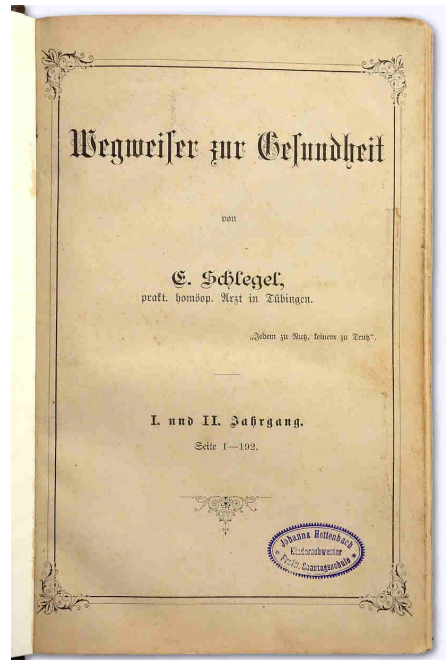 Wegweiser zur Gesundheit
von
E. Schlegel,
prakt. homöop. Arzt in Tübingen.
„Jedem zu Nutz, keinem zu Trutz“.
I. und II. Jahrgang.
Seite 1—192.
Johanna Hettenbach
Kinderschwester
Sonntagsschule